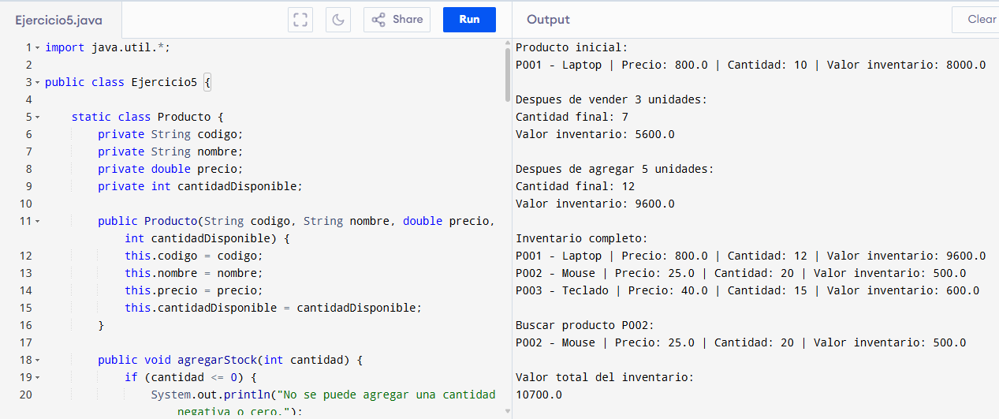 Ejercicio5.java
Share
Run
Output
Clear
1 import java.util.*;
2
3 public class Ejercicio5 {
4
5 static class Producto {
6 private String codigo;
7 private String nombre;
8 private double precio;
9 private int cantidadDisponible;
10
11 public Producto(String codigo, String nombre, double precio,
int cantidadDisponible) {
12 this.codigo = codigo;
13 this.nombre = nombre;
14 this.precio = precio;
15 this.cantidadDisponible = cantidadDisponible;
16 }
17
18 public void agregarStock(int cantidad) {
19 if (cantidad <= 0) {
20 System.out.println("No se puede agregar una cantidad
negativa o cero.");
Producto inicial:
P001 - Laptop | Precio: 800.0 | Cantidad: 10 | Valor inventario: 8000.0
Despues de vender 3 unidades:
Cantidad final: 7
Valor inventario: 5600.0
Despues de agregar 5 unidades:
Cantidad final: 12
Valor inventario: 9600.0
Inventario completo:
P001 - Laptop | Precio: 800.0 | Cantidad: 12 | Valor inventario: 9600.0
P002 - Mouse | Precio: 25.0 | Cantidad: 20 | Valor inventario: 500.0
P003 - Teclado | Precio: 40.0 | Cantidad: 15 | Valor inventario: 600.0
Buscar producto P002:
P002 - Mouse | Precio: 25.0 | Cantidad: 20 | Valor inventario: 500.0
Valor total del inventario:
10700.0